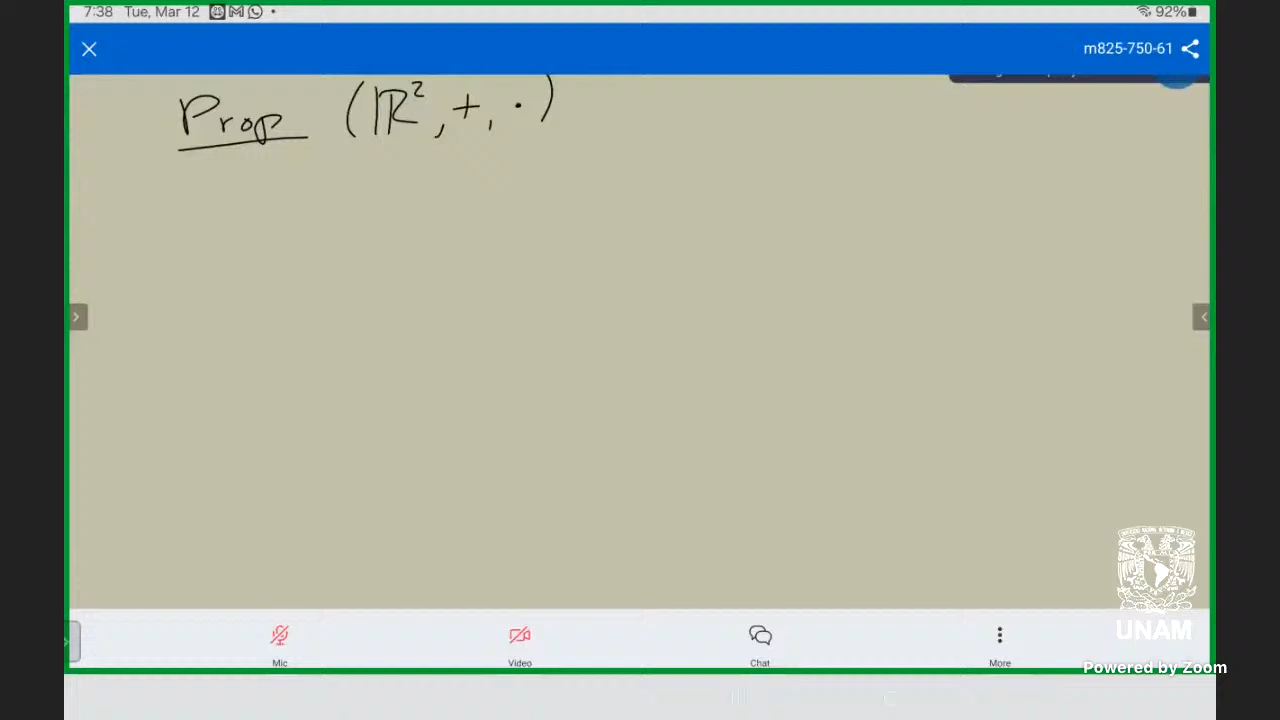 7:38 Tue, Mar 12 92%
m825-750-61
Prop (ℝ², +, ·)
Mic Video Chat More
UNAM
Powered by Zoom